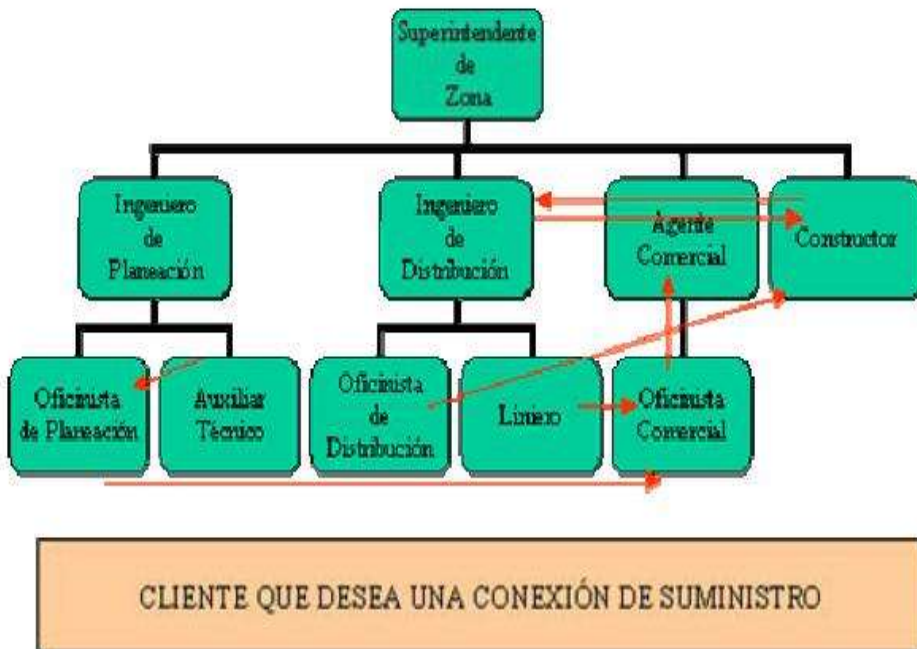 Superintendente
de
Zona
Ingeniero
de
Planeación
Ingeniero
de
Distribución
Agente
Comercial
Constructor
Oficinista
de Planeación
Auxiliar
Técnico
Oficinista
de
Distribución
Liniero
Oficinista
Comercial
CLIENTE QUE DESEA UNA CONEXIÓN DE SUMINISTRO